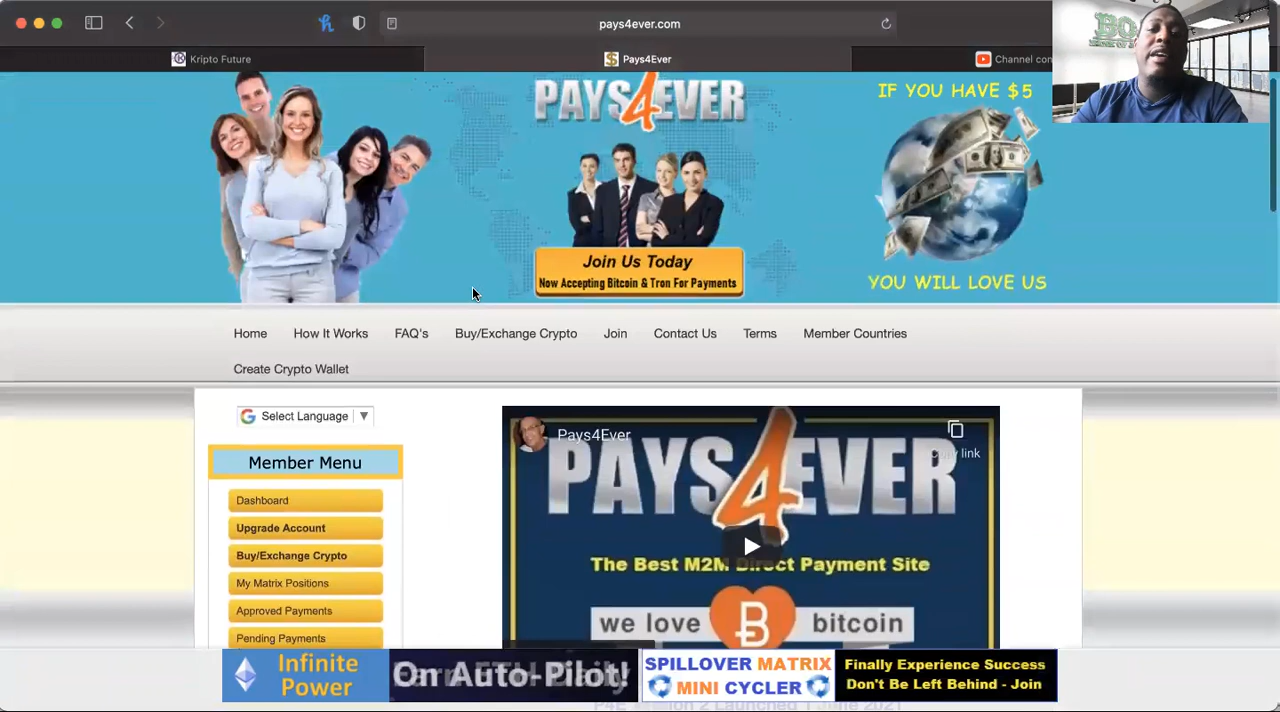 pays4ever.com
Kripto Future
Pays4Ever
Channel con
PAYS4EVER
IF YOU HAVE $5
Join Us Today
Now Accepting Bitcoin & Tron For Payments
YOU WILL LOVE US
Home How It Works FAQ's Buy/Exchange Crypto Join Contact Us Terms Member Countries
Create Crypto Wallet
Select Language
Member Menu
Dashboard
Upgrade Account
Buy/Exchange Crypto
My Matrix Positions
Approved Payments
Pending Payments
Pays4Ever
Copy link
PAYS4EVER
The Best M2M Direct Payment Site
we love bitcoin
Infinite
Power
On Auto-Pilot!
SPILLOVER MATRIX
MINI CYCLER
Finally Experience Success
Don't Be Left Behind - Join